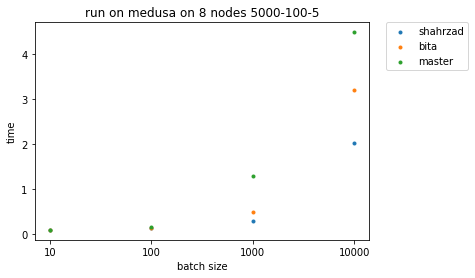 run on medusa on 8 nodes 5000-100-5
shahrzad
bita
master
time
4
3
2
1
0
10
100
1000
10000
batch size